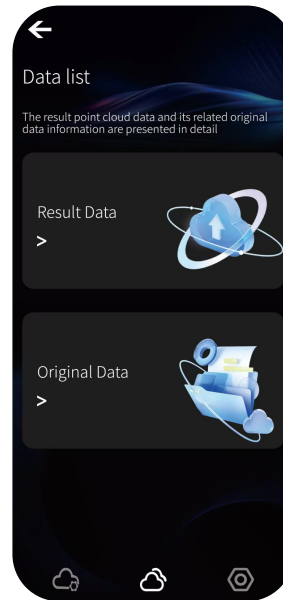 Data list
The result point cloud data and its related original
data information are presented in detail
Result Data
>
Original Data
>